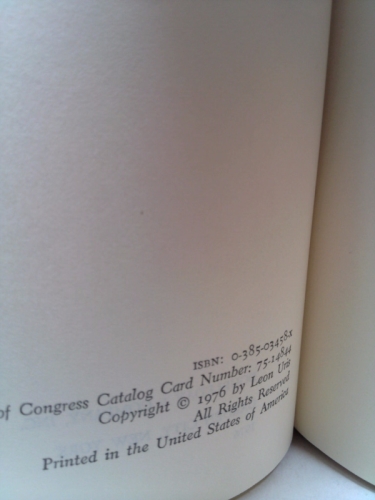 ISBN: 0-385-03458-x
of Congress Catalog Card Number: 75-14844
Copyright © 1976 by Leon Uris
All Rights Reserved
Printed in the United States of America